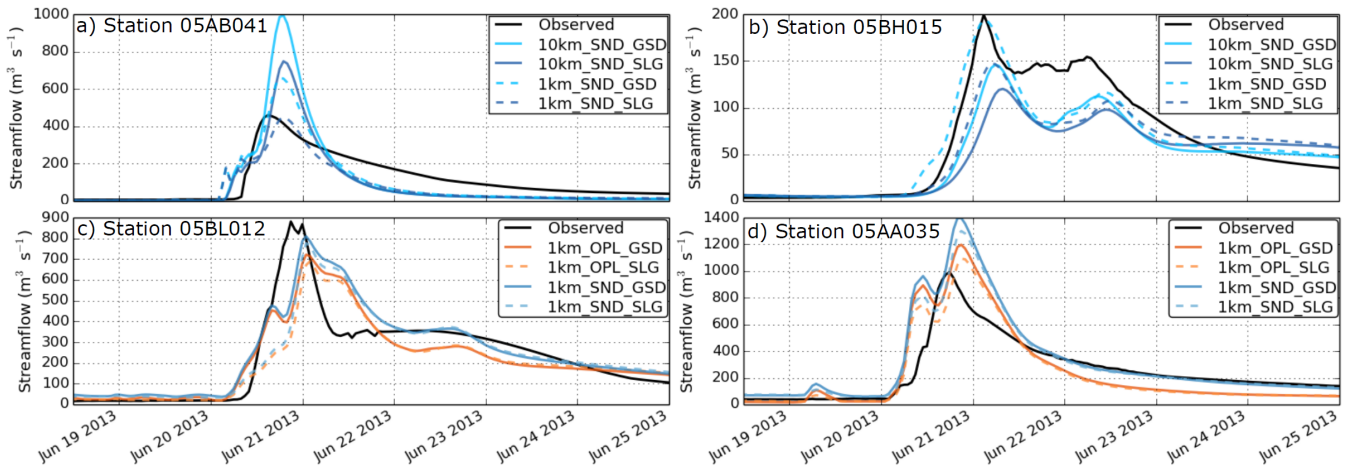 a) Station 05AB041
Streamflow (m³ s⁻¹)
1000
800
600
400
200
0
Observed
10km_SND_GSD
10km_SND_SLG
1km_SND_GSD
1km_SND_SLG
b) Station 05BH015
Streamflow (m³ s⁻¹)
200
150
100
50
0
Observed
10km_SND_GSD
10km_SND_SLG
1km_SND_GSD
1km_SND_SLG
c) Station 05BL012
Streamflow (m³ s⁻¹)
900
800
700
600
500
400
300
200
100
0
Observed
1km_OPL_GSD
1km_OPL_SLG
1km_SND_GSD
1km_SND_SLG
Jun 19 2013
Jun 20 2013
Jun 21 2013
Jun 22 2013
Jun 23 2013
Jun 24 2013
Jun 25 2013
d) Station 05AA035
Streamflow (m³ s⁻¹)
1400
1200
1000
800
600
400
200
0
Observed
1km_OPL_GSD
1km_OPL_SLG
1km_SND_GSD
1km_SND_SLG
Jun 19 2013
Jun 20 2013
Jun 21 2013
Jun 22 2013
Jun 23 2013
Jun 24 2013
Jun 25 2013